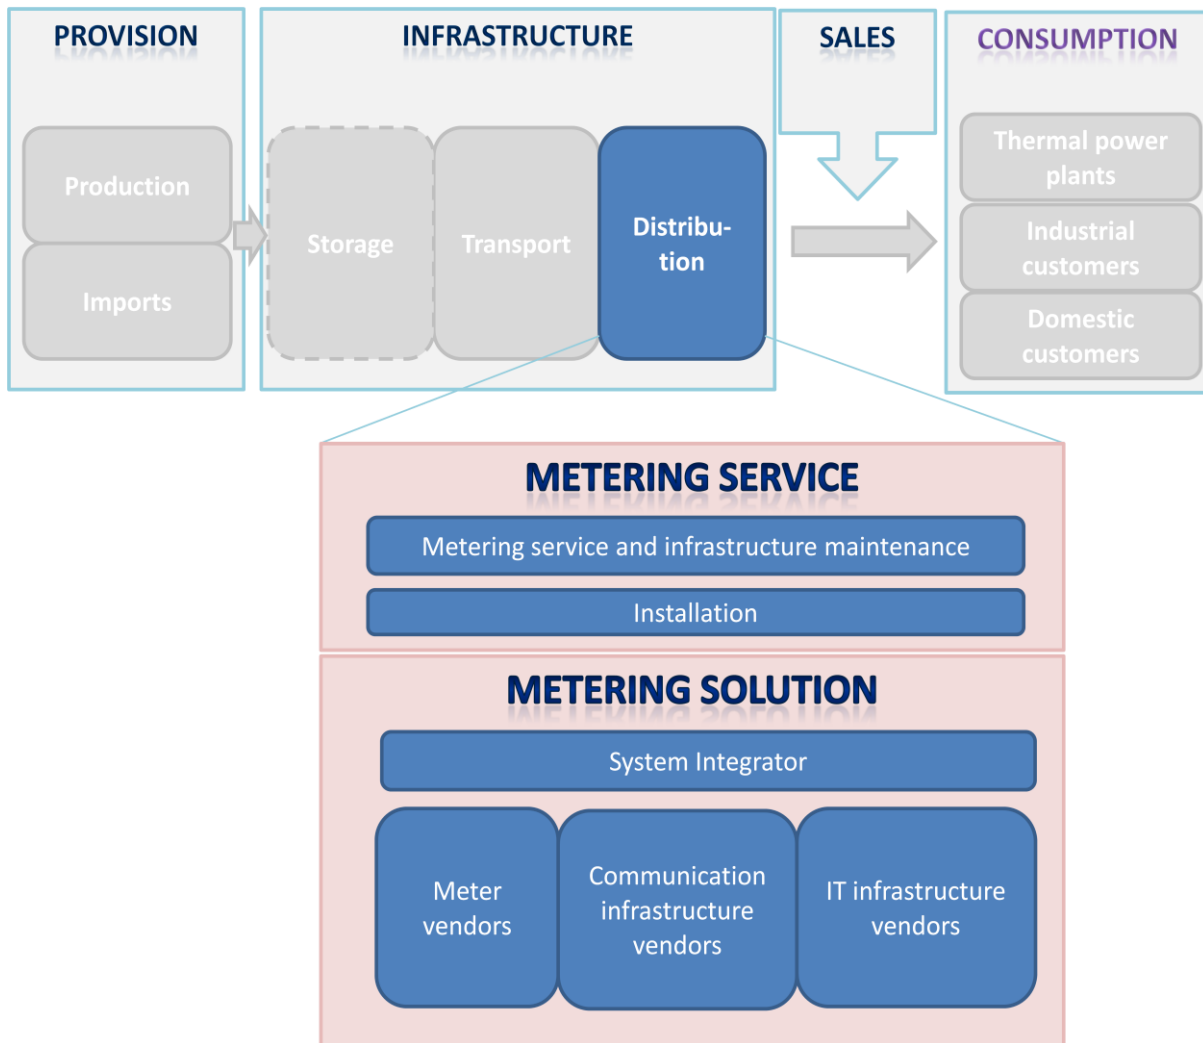 PROVISION
INFRASTRUCTURE
SALES
CONSUMPTION
Production
Imports
Storage
Transport
Distribu-
tion
Thermal power
plants
Industrial
customers
Domestic
customers
METERING SERVICE
Metering service and infrastructure maintenance
Installation
METERING SOLUTION
System Integrator
Meter
vendors
Communication
infrastructure
vendors
IT infrastructure
vendors